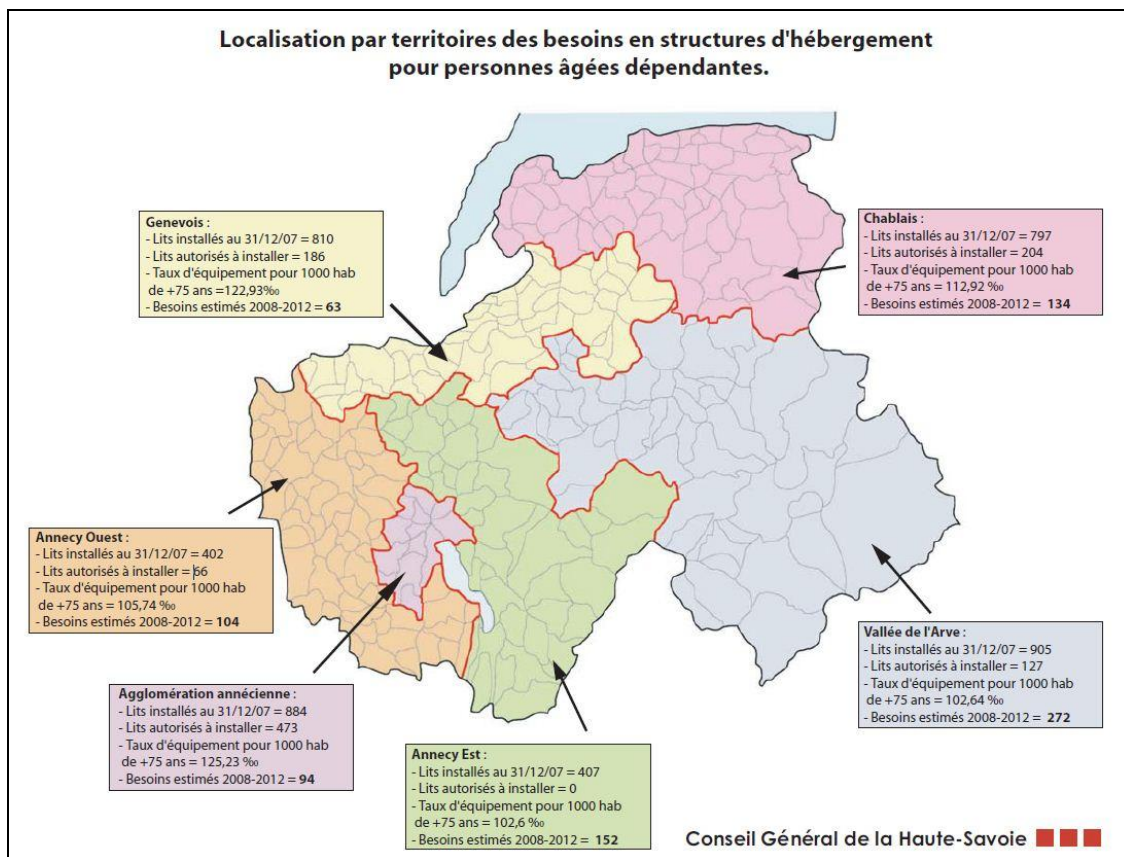 Localisation par territoires des besoins en structures d'hébergement
pour personnes âgées dépendantes.
Genevois :
- Lits installés au 31/12/07 = 810
- Lits autorisés à installer = 186
- Taux d'équipement pour 1000 hab
de +75 ans =122,93‰
- Besoins estimés 2008-2012 = 63
Chablais :
- Lits installés au 31/12/07 = 797
- Lits autorisés à installer = 204
- Taux d'équipement pour 1000 hab
de +75 ans = 112,92 ‰
- Besoins estimés 2008-2012 = 134
Annecy Ouest :
- Lits installés au 31/12/07 = 402
- Lits autorisés à installer = 66
- Taux d'équipement pour 1000 hab
de +75 ans = 105,74 ‰
- Besoins estimés 2008-2012 = 104
Vallée de l'Arve :
- Lits installés au 31/12/07 = 905
- Lits autorisés à installer = 127
- Taux d'équipement pour 1000 hab
de +75 ans = 102,64 ‰
- Besoins estimés 2008-2012 = 272
Agglomération annécienne :
- Lits installés au 31/12/07 = 884
- Lits autorisés à installer = 473
- Taux d'équipement pour 1000 hab
de +75 ans = 125,23 ‰
- Besoins estimés 2008-2012 = 94
Annecy Est :
- Lits installés au 31/12/07 = 407
- Lits autorisés à installer = 0
- Taux d'équipement pour 1000 hab
de +75 ans = 102,6 ‰
- Besoins estimés 2008-2012 = 152
Conseil Général de la Haute-Savoie